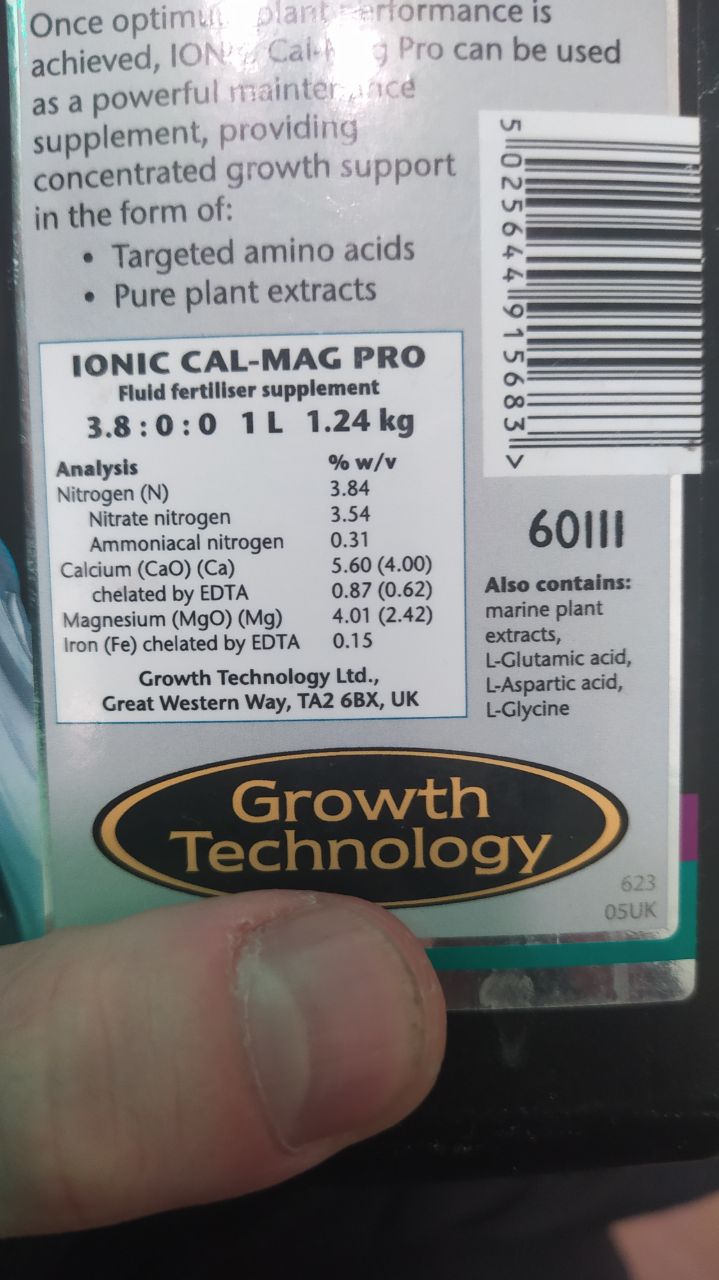 Once optimu plant erformance is
achieved, IONI Cal- g Pro can be used
as a powerful maintenance
supplement, providing
concentrated growth support
in the form of:
• Targeted amino acids
• Pure plant extracts
5 025644 915683 >
IONIC CAL-MAG PRO
Fluid fertiliser supplement
3.8 : 0 : 0 1 L 1.24 kg
Analysis % w/v
Nitrogen (N) 3.84
Nitrate nitrogen 3.54
Ammoniacal nitrogen 0.31
Calcium (CaO) (Ca) 5.60 (4.00)
chelated by EDTA 0.87 (0.62)
Magnesium (MgO) (Mg) 4.01 (2.42)
Iron (Fe) chelated by EDTA 0.15
Growth Technology Ltd.,
Great Western Way, TA2 6BX, UK
60111
Also contains:
marine plant
extracts,
L-Glutamic acid,
L-Aspartic acid,
L-Glycine
Growth
Technology
623
05UK